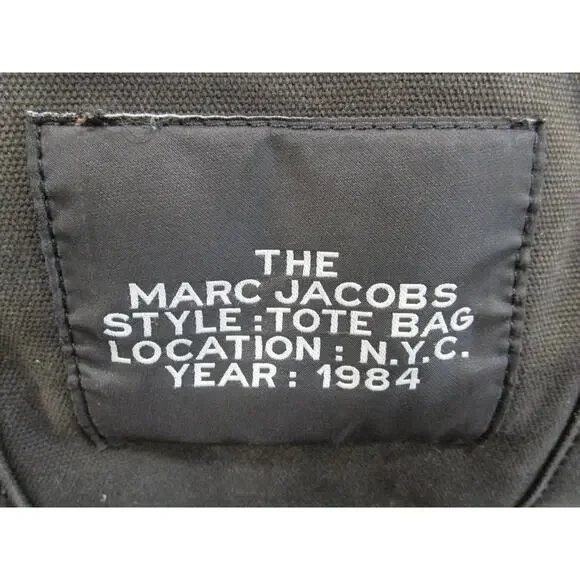 THE
MARC JACOBS
STYLE : TOTE BAG
LOCATION : N.Y.C.
YEAR : 1984